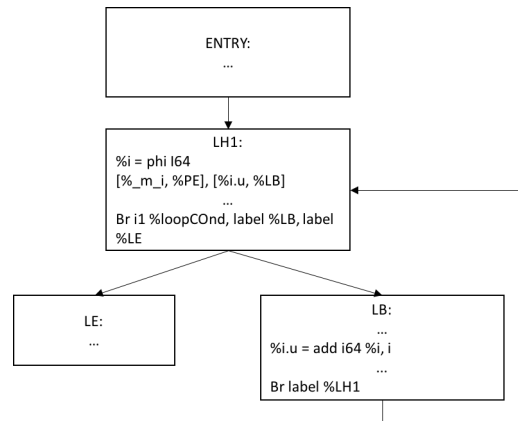 ENTRY:
...
LH1:
%i = phi I64
[%_m_i, %PE], [%i.u, %LB]
...
Br i1 %loopCOnd, label %LB, label
%LE
LE:
...
LB:
...
%i.u = add i64 %i, i
...
Br label %LH1